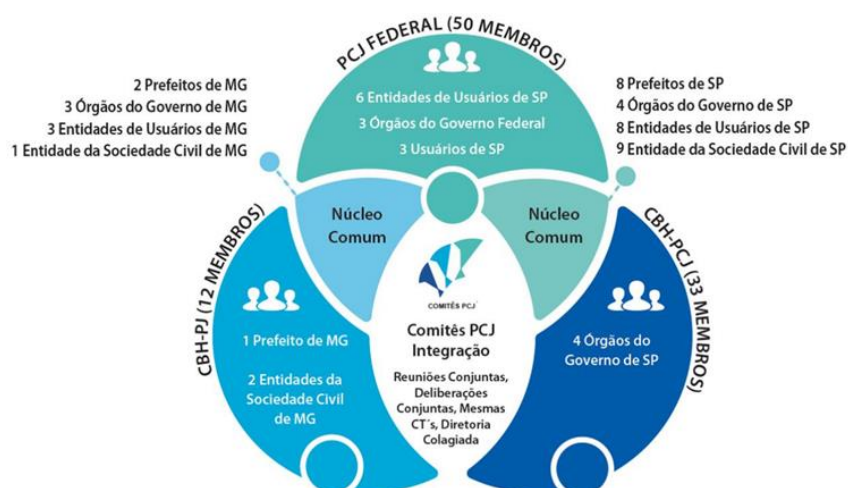 PCJ FEDERAL (50 MEMBROS)
2 Prefeitos de MG
3 Órgãos do Governo de MG
3 Entidades de Usuários de MG
1 Entidade da Sociedade Civil de MG
6 Entidades de Usuários de SP
3 Órgãos do Governo Federal
3 Usuários de SP
8 Prefeitos de SP
4 Órgãos do Governo de SP
8 Entidades de Usuários de SP
9 Entidade da Sociedade Civil de SP
Núcleo
Comum
Núcleo
Comum
CBH-PJ (12 MEMBROS)
1 Prefeito de MG
2 Entidades da
Sociedade Civil
de MG
COMITÊS PCJ
Comitês PCJ
Integração
Reuniões Conjuntas,
Deliberações
Conjuntas, Mesmas
CT´s, Diretoria
Colagiada
CBH-PCJ (33 MEMBROS)
4 Órgãos do
Governo de SP